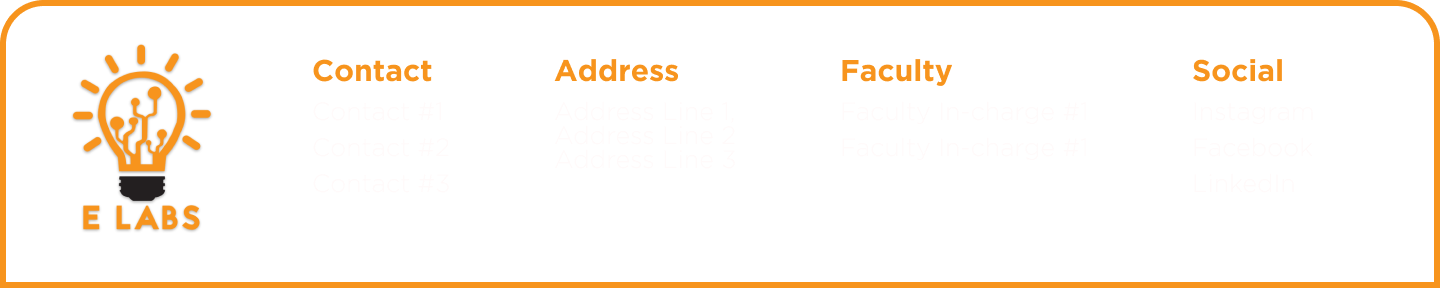 E LABS
Contact
Contact #1
Contact #2
Contact #3
Address
Address Line 1
Address Line 2
Address Line 3
Faculty
Faculty in-charge #1
Faculty in-charge #1
Social
Instagram
Facebook
LinkedIn